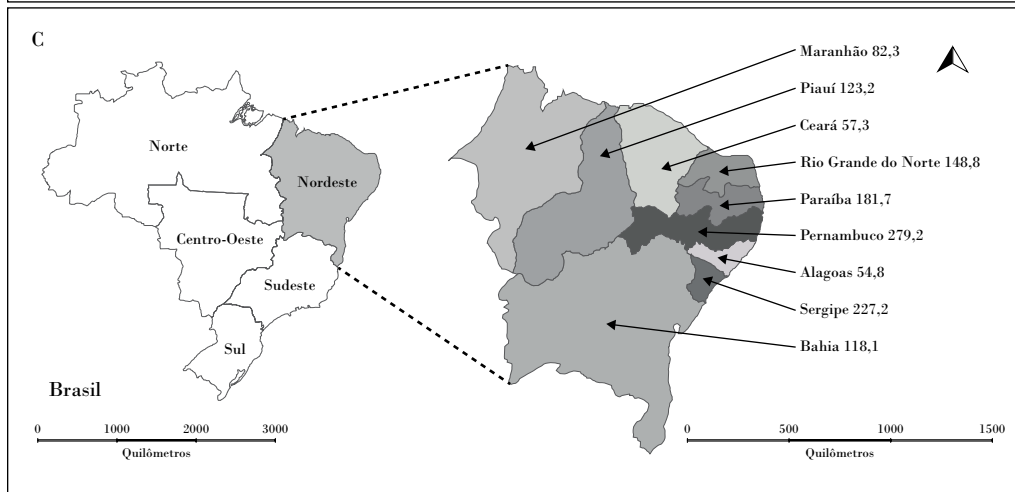 C
Maranhão 82,3
Piauí 123,2
Ceará 57,3
Rio Grande do Norte 148,8
Paraíba 181,7
Pernambuco 279,2
Alagoas 54,8
Sergipe 227,2
Bahia 118,1
Norte
Nordeste
Centro-Oeste
Sudeste
Sul
Brasil
0 1000 2000 3000
Quilômetros
0 500 1000 1500
Quilômetros